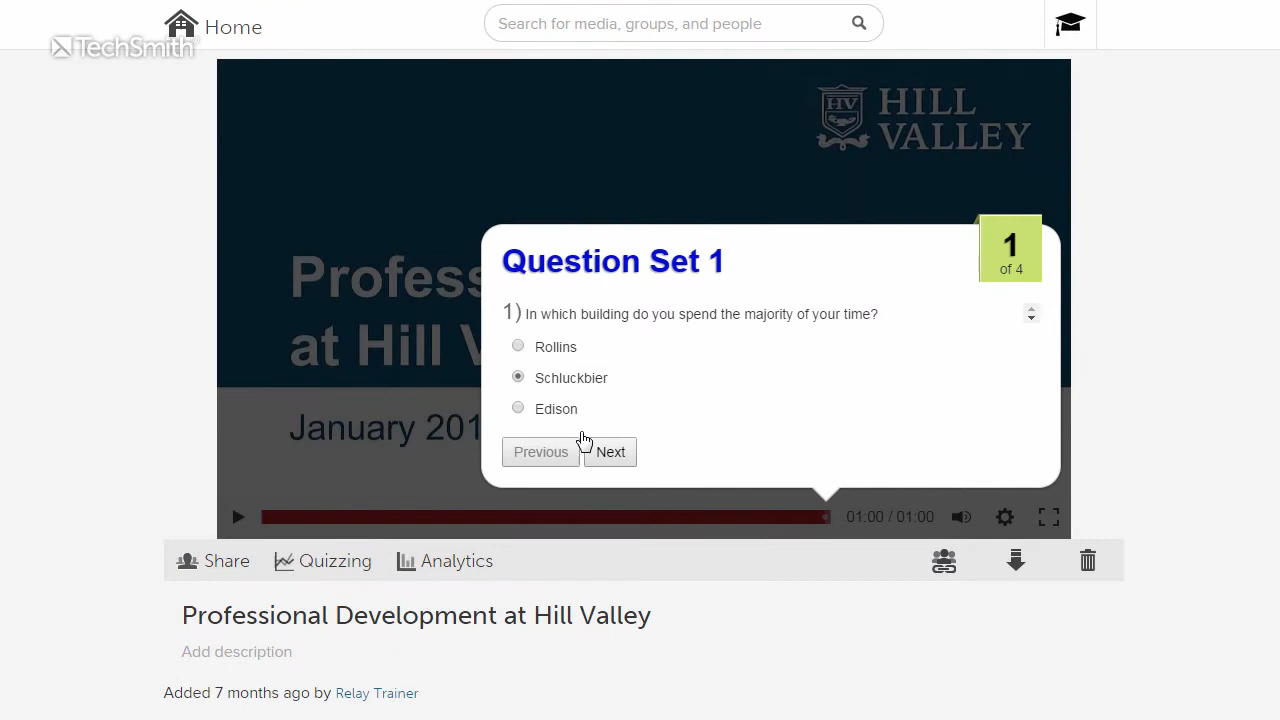 Home
Search for media, groups, and people
TechSmith
HV
HILL
VALLEY
1
of 4
Question Set 1
1) In which building do you spend the majority of your time?
Rollins
Schluckbier
Edison
Previous
Next
Profess
at Hill V
January 201
01:00 / 01:00
Share
Quizzing
Analytics
Professional Development at Hill Valley
Add description
Added 7 months ago by Relay Trainer